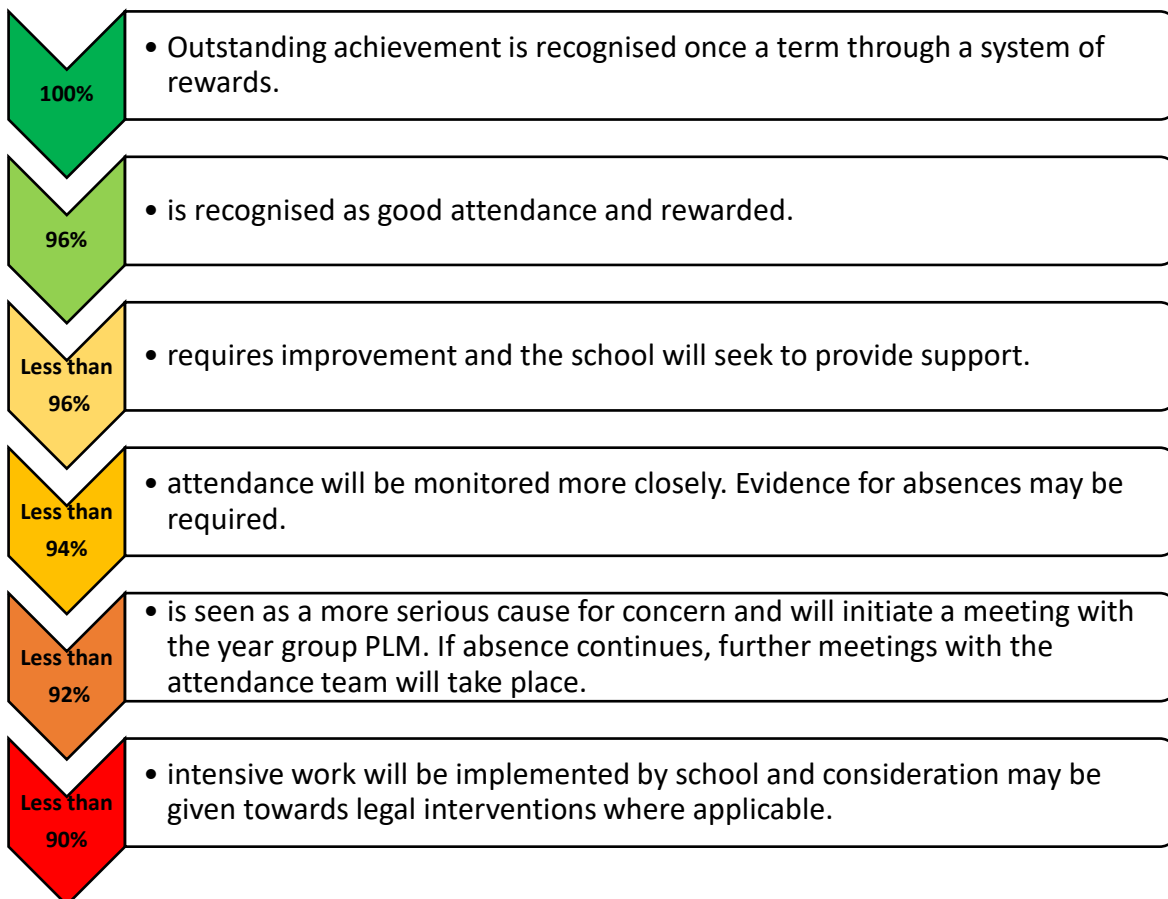 100%
• Outstanding achievement is recognised once a term through a system of
rewards.
96%
• is recognised as good attendance and rewarded.
Less than
96%
• requires improvement and the school will seek to provide support.
Less than
94%
• attendance will be monitored more closely. Evidence for absences may be
required.
Less than
92%
• is seen as a more serious cause for concern and will initiate a meeting with
the year group PLM. If absence continues, further meetings with the
attendance team will take place.
Less than
90%
• intensive work will be implemented by school and consideration may be
given towards legal interventions where applicable.